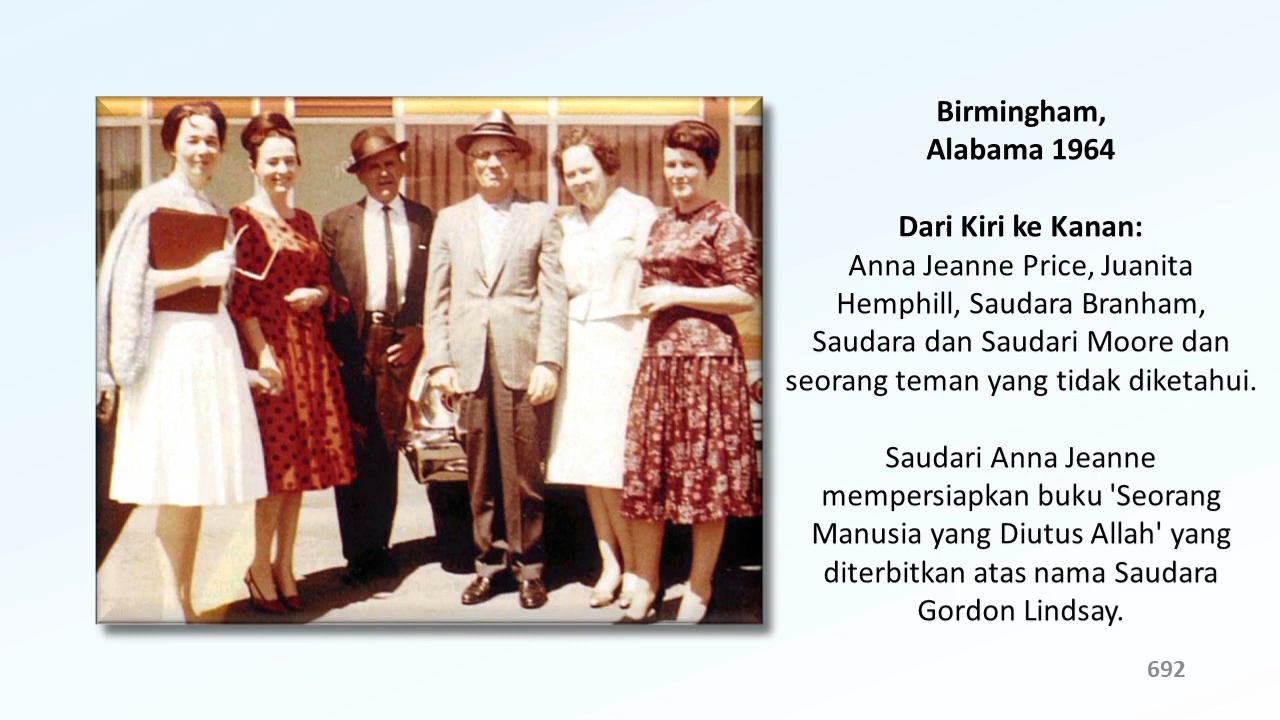 Birmingham,
Alabama 1964
Dari Kiri ke Kanan:
Anna Jeanne Price, Juanita
Hemphill, Saudara Branham,
Saudara dan Saudari Moore dan
seorang teman yang tidak diketahui.
Saudari Anna Jeanne
mempersiapkan buku 'Seorang
Manusia yang Diutus Allah' yang
diterbitkan atas nama Saudara
Gordon Lindsay.
692